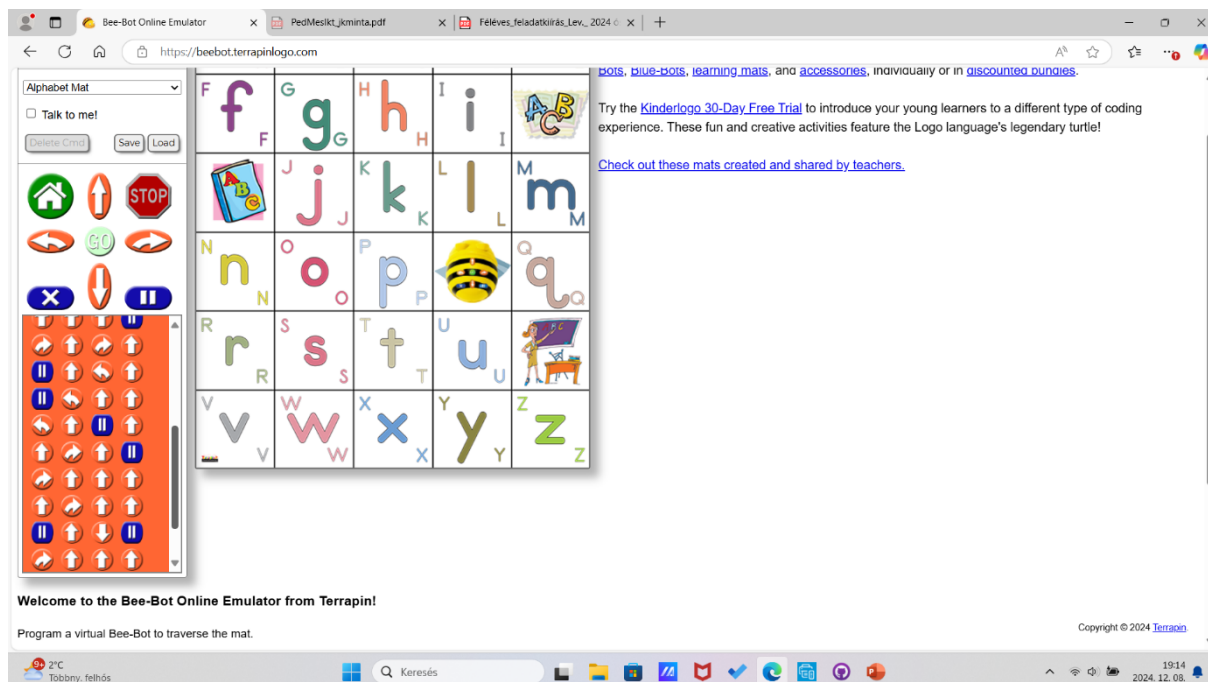 Bee-Bot Online Emulator
PedMeslkt_jkminta.pdf
Féléves_feladatkiírás_Lev._ 2024
https://beebot.terrapinlogo.com
Alphabet Mat
Talk to me!
Delete Cmd Save Load
STOP
GO
F f F
G g G
H h H
I i I
ABC
ABC
J j J
K k K
L l L
M m M
N n N
O o O
P p P
Q q Q
R r R
S s S
T t T
U u U
V v V
W w W
X x X
Y y Y
Z z Z
Bots, Blue-Bots, learning mats, and accessories, individually or in discounted bundles.
Try the Kinderlogo 30-Day Free Trial to introduce your young learners to a different type of coding
experience. These fun and creative activities feature the Logo language's legendary turtle!
Check out these mats created and shared by teachers.
Welcome to the Bee-Bot Online Emulator from Terrapin!
Program a virtual Bee-Bot to traverse the mat.
Copyright © 2024 Terrapin.
9+
2°C
Többny. felhős
Keresés
19:14
2024. 12. 08.